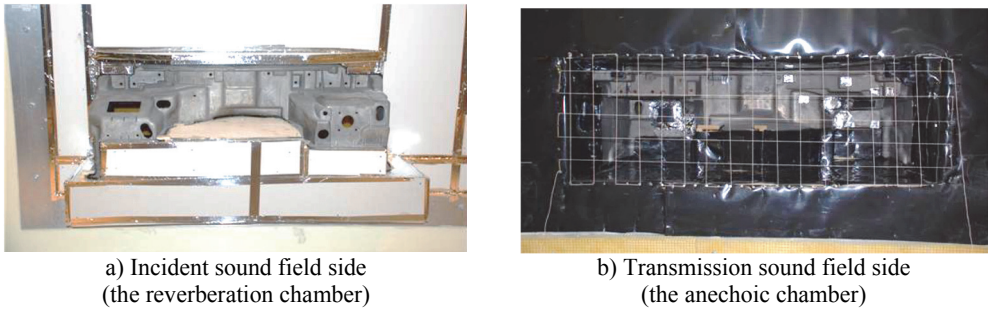 a) Incident sound field side
(the reverberation chamber)
b) Transmission sound field side
(the anechoic chamber)